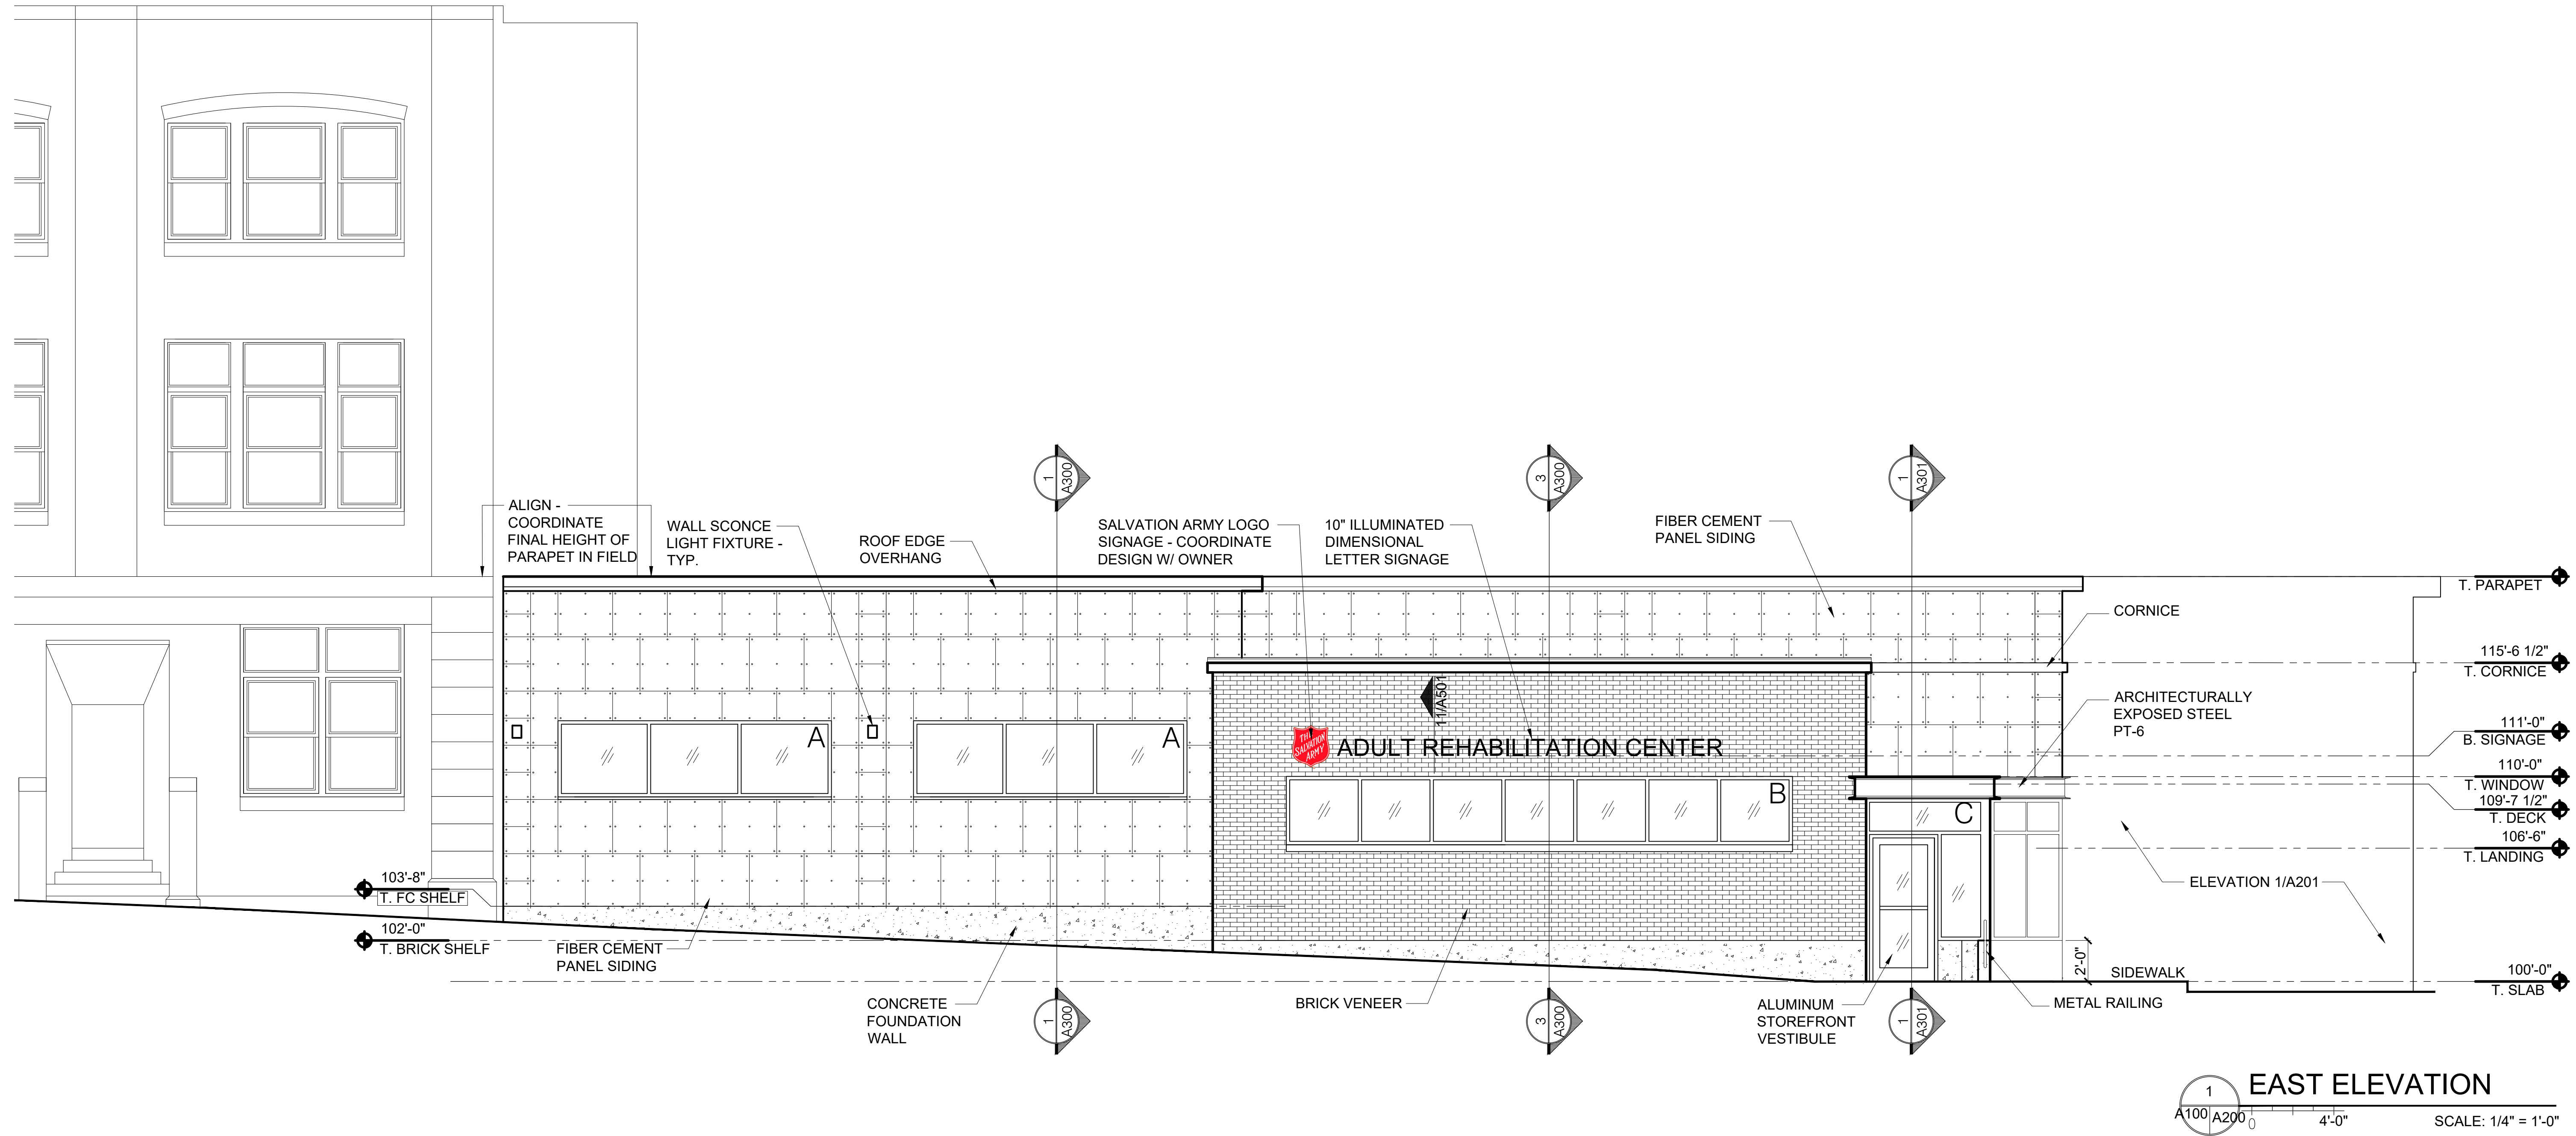 ALIGN -
COORDINATE
FINAL HEIGHT OF
PARAPET IN FIELD
WALL SCONCE
LIGHT FIXTURE -
TYP.
ROOF EDGE
OVERHANG
1
A300
SALVATION ARMY LOGO
SIGNAGE - COORDINATE
DESIGN W/ OWNER
10" ILLUMINATED
DIMENSIONAL
LETTER SIGNAGE
3
A300
FIBER CEMENT
PANEL SIDING
1
A301
T. PARAPET
CORNICE
115'-6 1/2"
T. CORNICE
ARCHITECTURALLY
EXPOSED STEEL
PT-6
111'-0"
B. SIGNAGE
110'-0"
T. WINDOW
109'-7 1/2"
T. DECK
106'-6"
T. LANDING
11/A501
THE
SALVATION
ARMY
ADULT REHABILITATION CENTER
A
A
B
C
ELEVATION 1/A201
103'-8"
T. FC SHELF
102'-0"
T. BRICK SHELF
FIBER CEMENT
PANEL SIDING
CONCRETE
FOUNDATION
WALL
1
A300
BRICK VENEER
3
A300
ALUMINUM
STOREFRONT
VESTIBULE
1
A301
METAL RAILING
2'-0"
SIDEWALK
100'-0"
T. SLAB
1
A100
A200
EAST ELEVATION
0
4'-0"
SCALE: 1/4" = 1'-0"